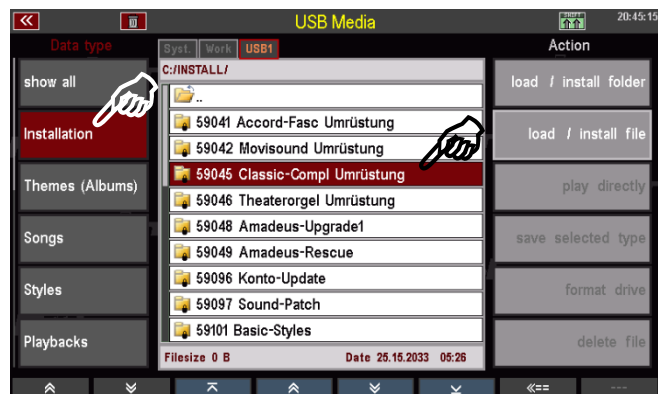 USB Media
20:45:15
Data type
Syst. Work USB1
Action
C:/INSTALL/
show all
Installation
Themes (Albums)
Songs
Styles
Playbacks
..
59041 Accord-Fasc Umrüstung
59042 Movisound Umrüstung
59045 Classic-Compl Umrüstung
59046 Theaterorgel Umrüstung
59048 Amadeus-Upgrade1
59049 Amadeus-Resc
59096 Konto-Update
59097 Sound-Patch
59101 Basic-Styles
Filesize 0 B Date 25.15.2033 05:26
load / install folder
load / install file
play directly
save selected type
format drive
delete file
«==
---